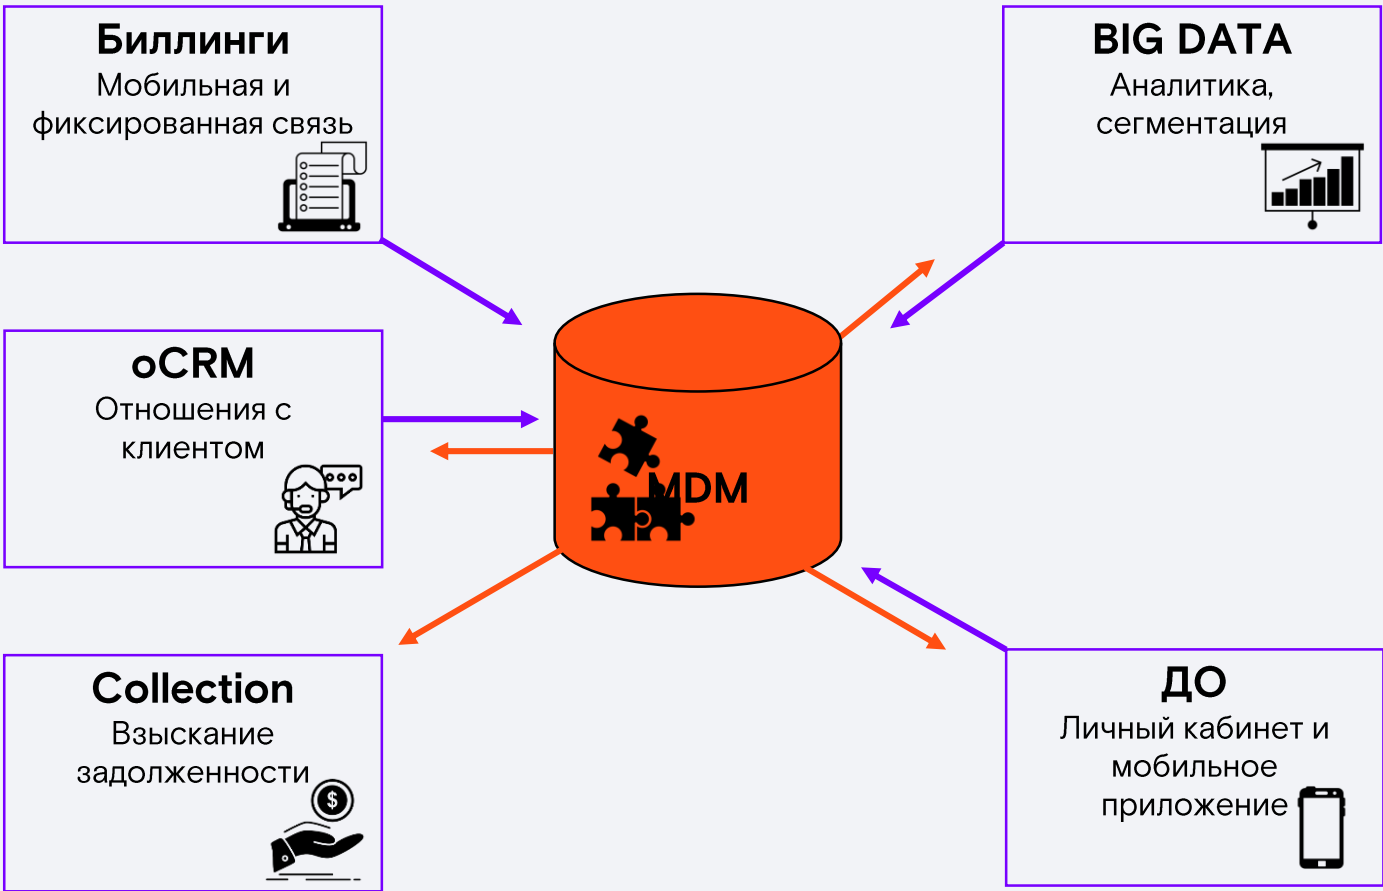 Биллинги
Мобильная и
фиксированная связь
BIG DATA
Аналитика,
сегментация
oCRM
Отношения с
клиентом
MDM
Collection
Взыскание
задолженности
$
ДО
Личный кабинет и
мобильное
приложение